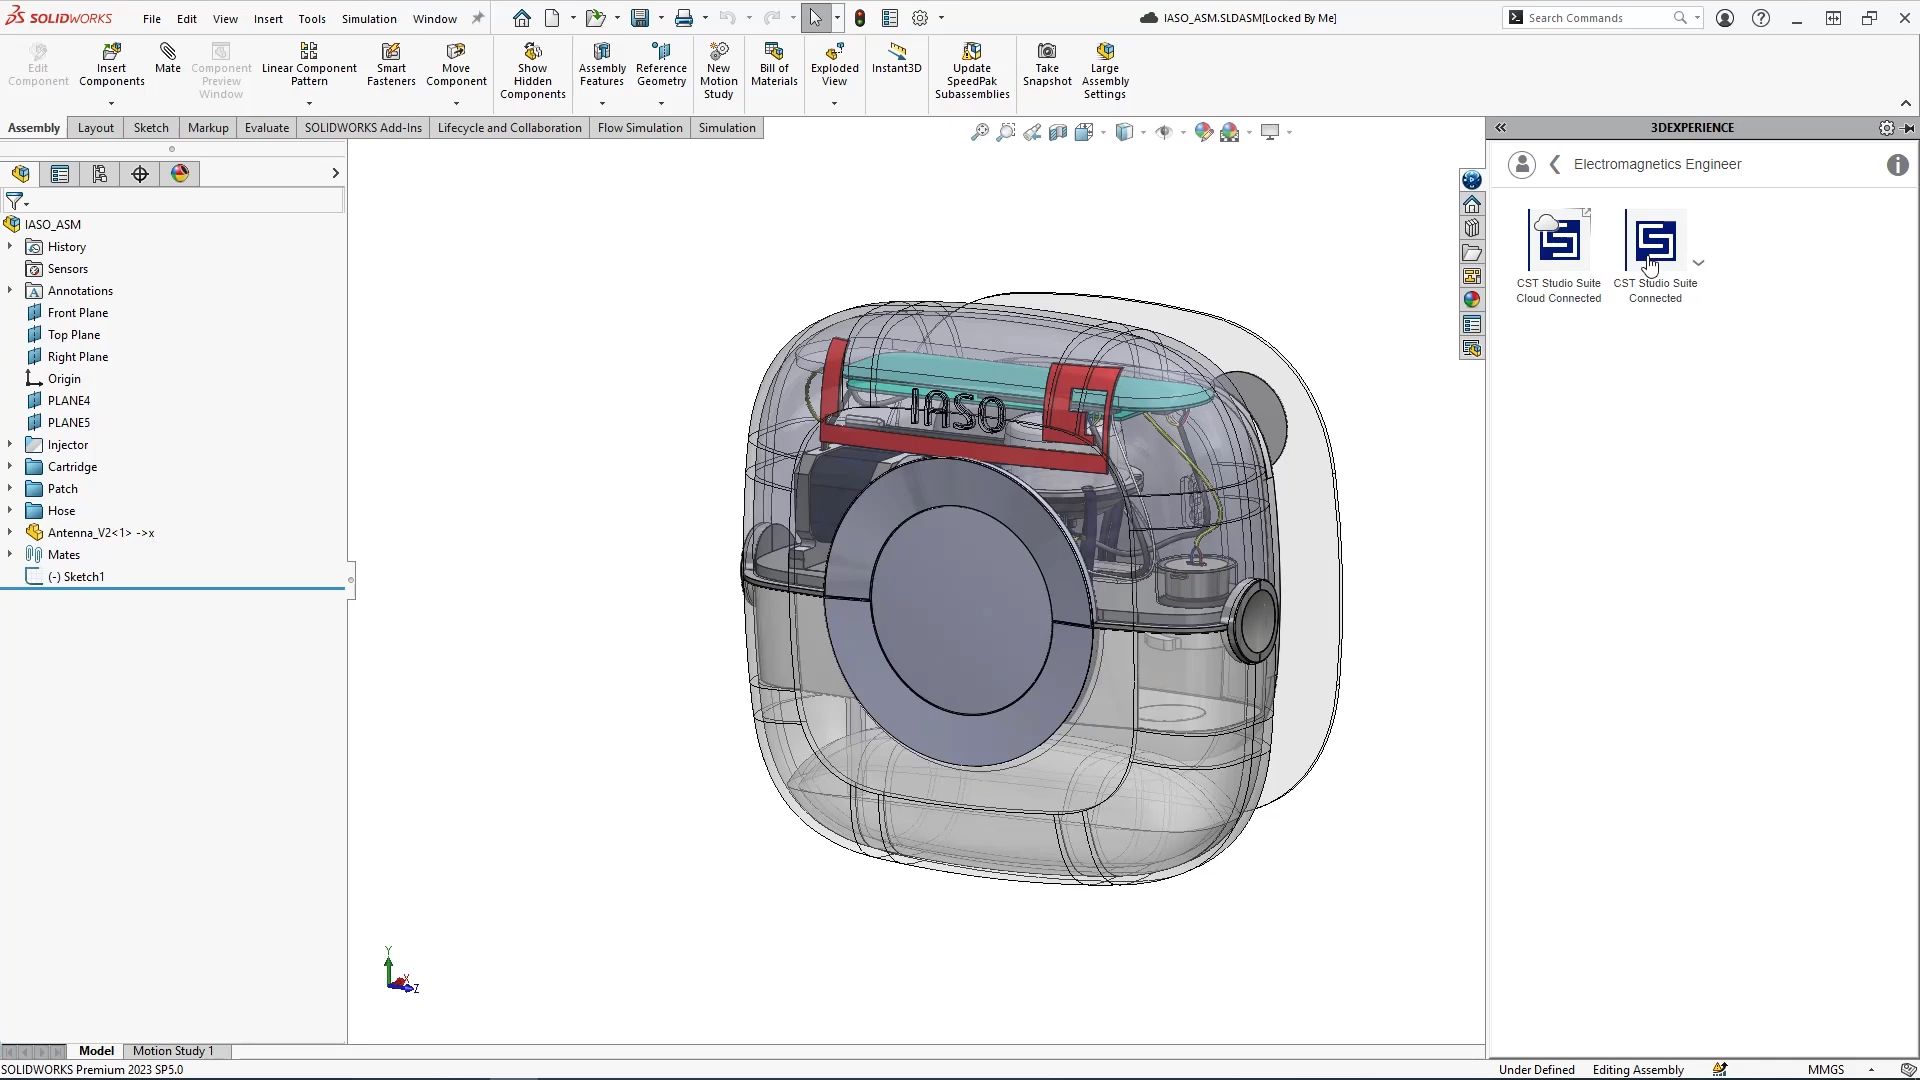 SOLIDWORKS
File Edit View Insert Tools Simulation Window
IASO_ASM.SLDASM[Locked By Me]
Search Commands
Edit Component
Insert Components
Mate
Component Preview Window
Linear Component Pattern
Smart Fasteners
Move Component
Show Hidden Components
Assembly Features
Reference Geometry
New Motion Study
Bill of Materials
Exploded View
Instant3D
Update SpeedPak Subassemblies
Take Snapshot
Large Assembly Settings
Assembly Layout Sketch Markup Evaluate SOLIDWORKS Add-Ins Lifecycle and Collaboration Flow Simulation Simulation
3DEXPERIENCE
Electromagnetics Engineer
CST Studio Suite Cloud Connected
CST Studio Suite Connected
IASO_ASM
History
Sensors
Annotations
Front Plane
Top Plane
Right Plane
Origin
PLANE4
PLANE5
Injector
Cartridge
Patch
Hose
Antenna_V2<1> ->x
Mates
(-) Sketch1
IASO
Y
X
Z
Model Motion Study 1
SOLIDWORKS Premium 2023 SP5.0
Under Defined Editing Assembly MMGS